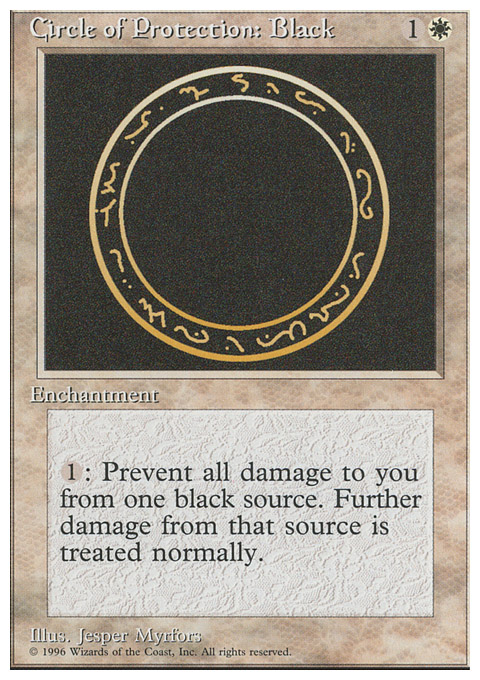 Circle of Protection: Black 1
Enchantment
1: Prevent all damage to you
from one black source. Further
damage from that source is
treated normally.
Illus. Jesper Myrfors
© 1996 Wizards of the Coast, Inc. All rights reserved.